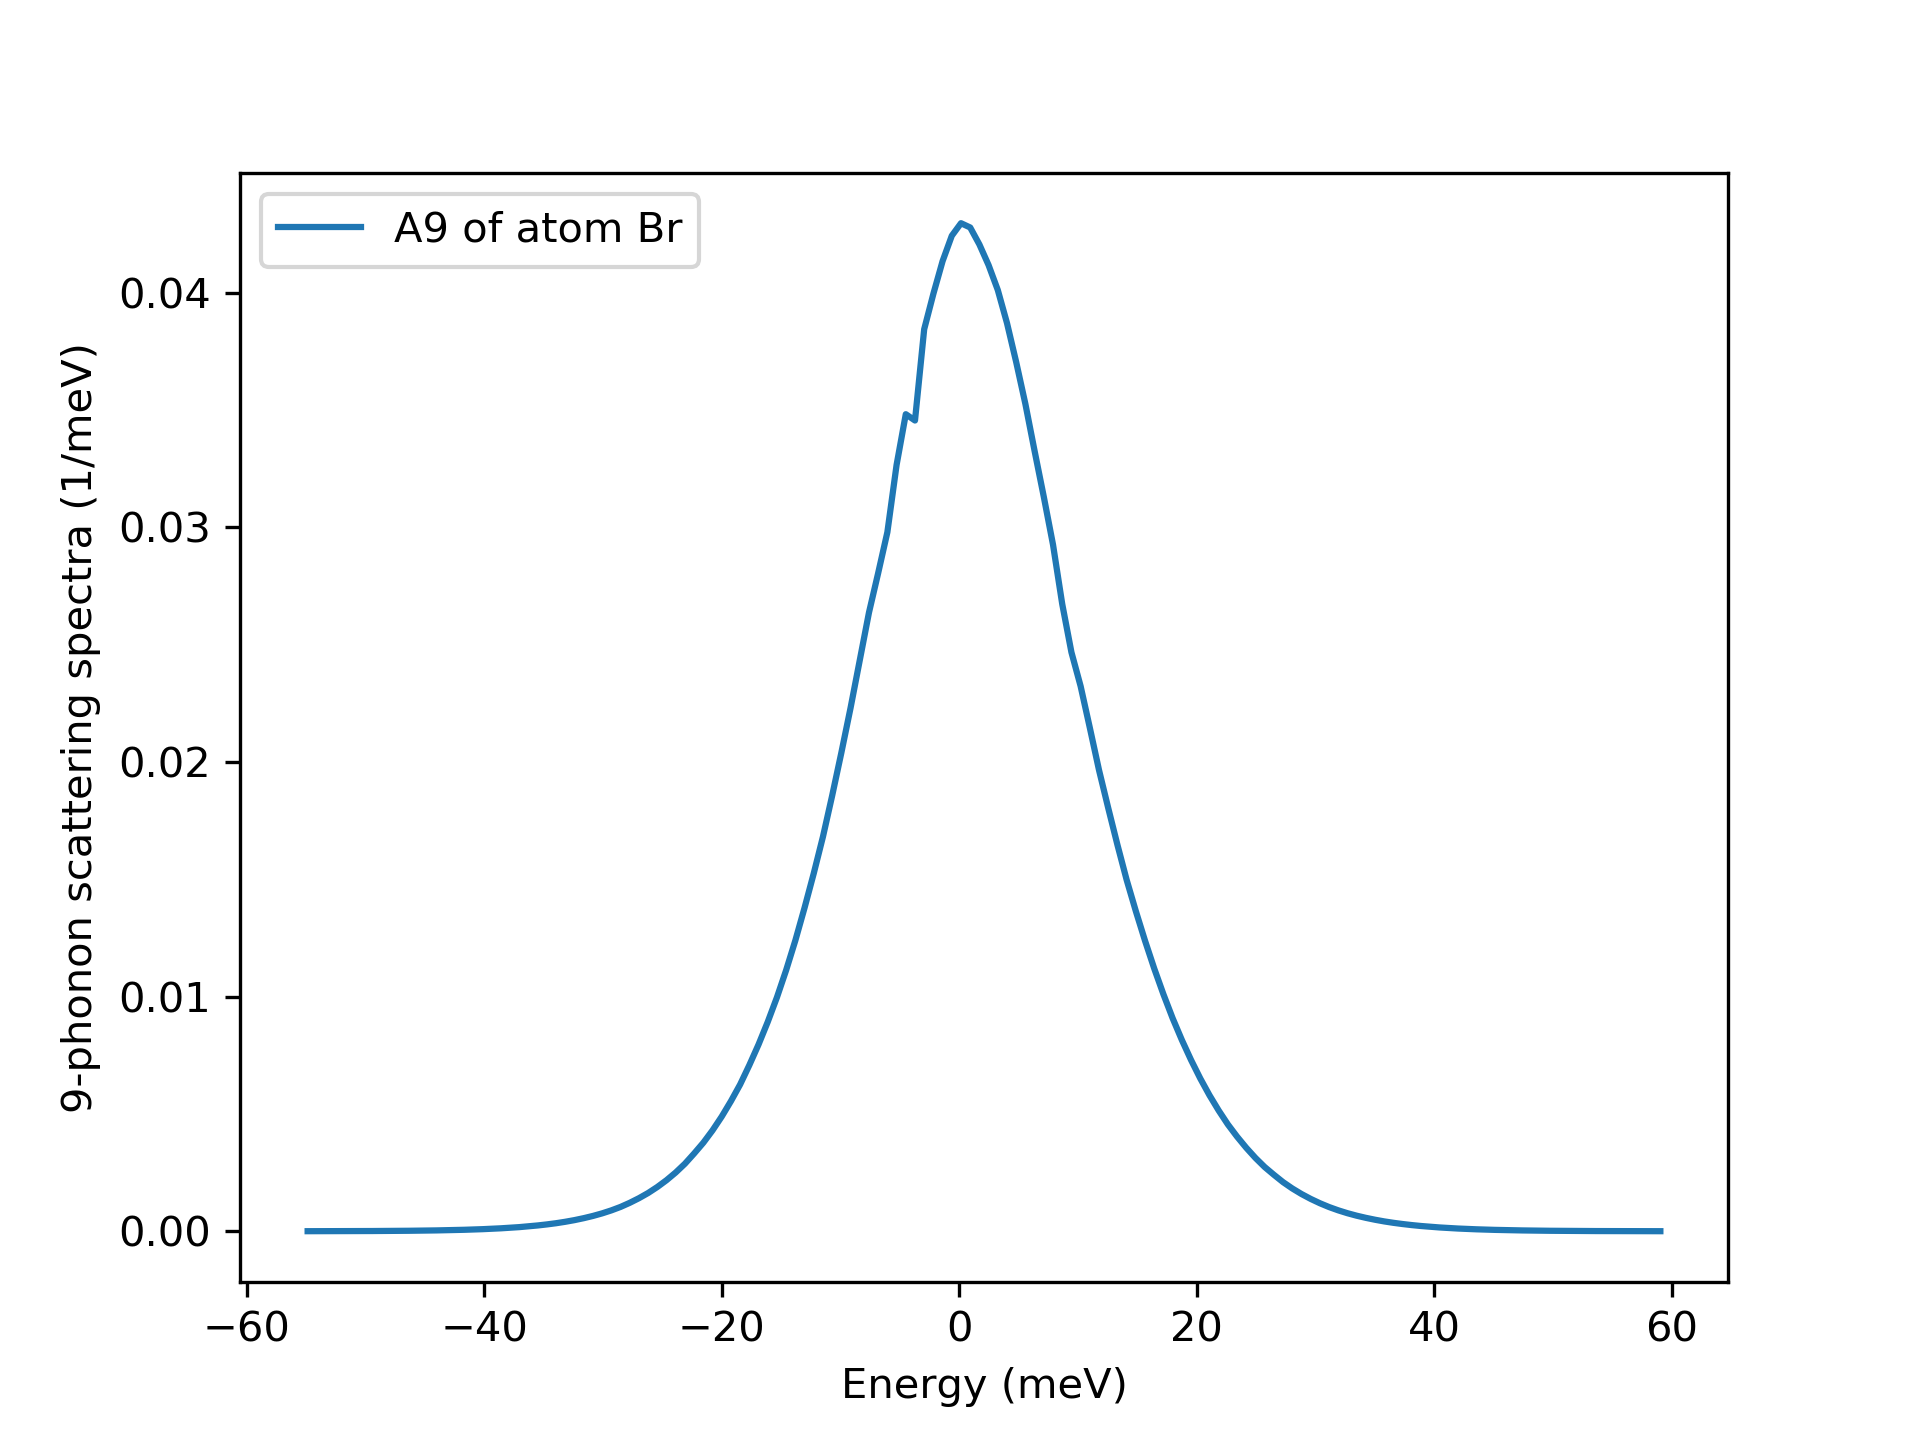 A9 of atom Br
9-phonon scattering spectra (1/meV)
0.04
0.03
0.02
0.01
0.00
−60 −40 −20 0 20 40 60
Energy (meV)